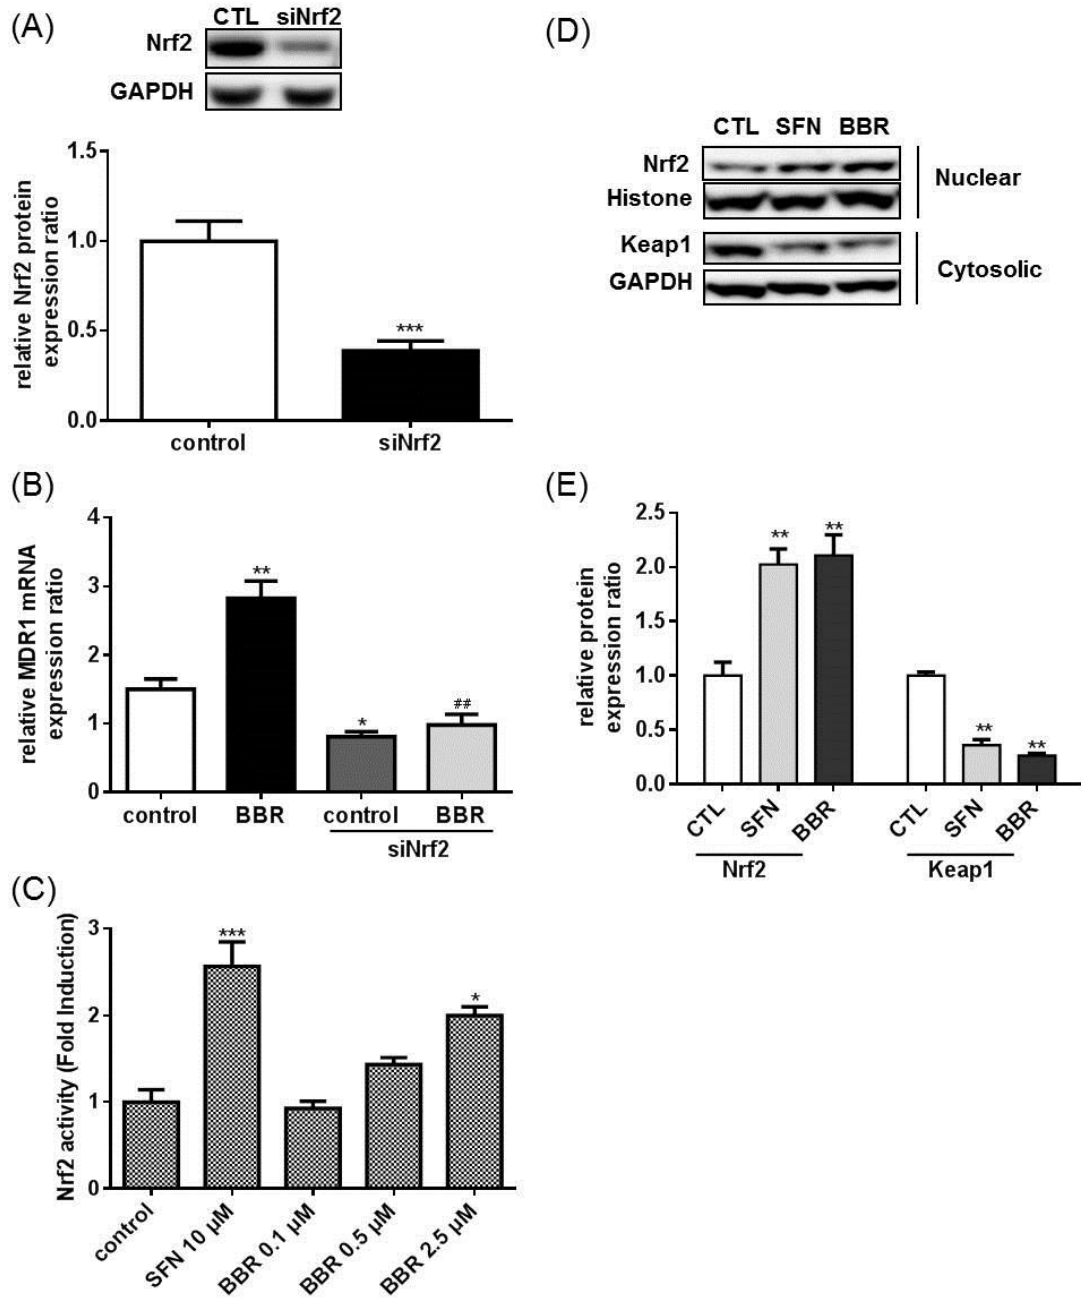 (A)
CTL siNrf2
Nrf2
GAPDH
relative Nrf2 protein
expression ratio
1.5
1.0
0.5
0.0
***
control siNrf2
(B)
relative MDR1 mRNA
expression ratio
4
3
2
1
0
**
*
##
control BBR control BBR
siNrf2
(C)
Nrf2 activity (Fold Induction)
3
2
1
0
***
*
control
SFN 10 µM
BBR 0.1 µM
BBR 0.5 µM
BBR 2.5 µM
(D)
CTL SFN BBR
Nrf2
Histone
Nuclear
Keap1
GAPDH
Cytosolic
(E)
relative protein
expression ratio
2.5
2.0
1.5
1.0
0.5
0.0
**
**
**
**
CTL
SFN
BBR
CTL
SFN
BBR
Nrf2
Keap1